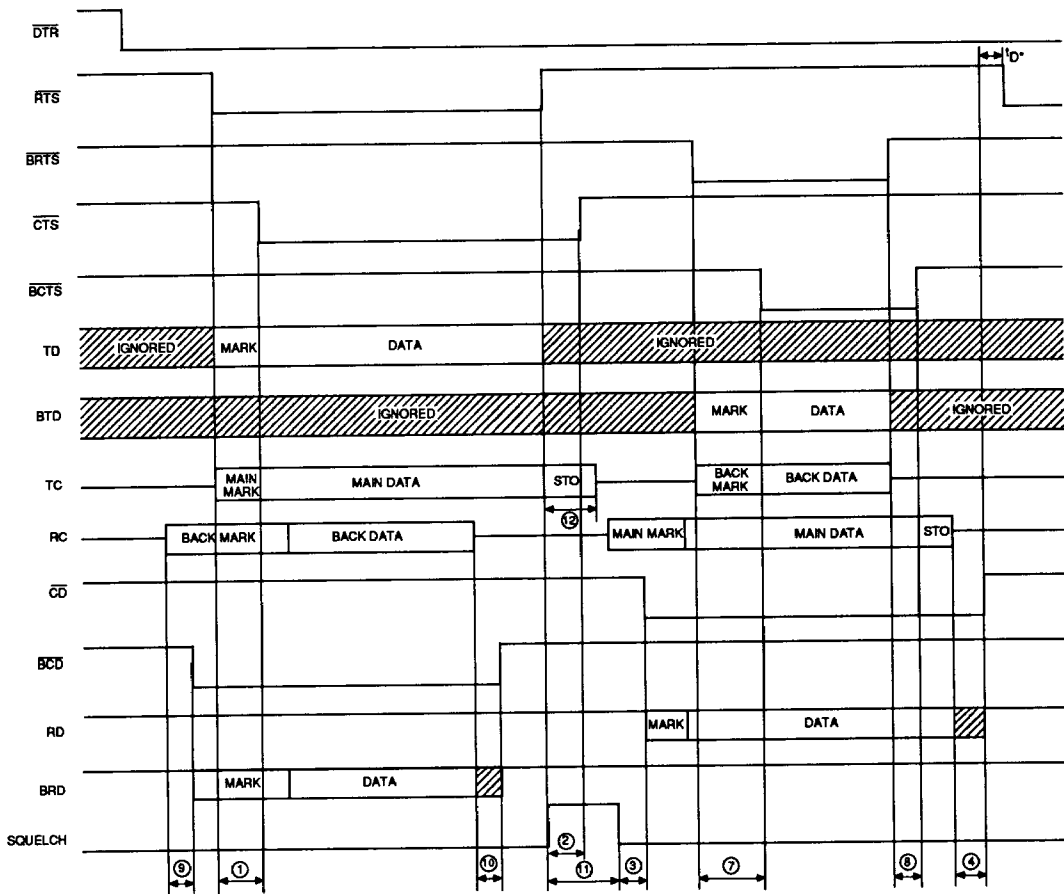 DTR
tD*
RTS
BRTS
CTS
BCTS
TD IGNORED MARK DATA IGNORED
BTD IGNORED MARK DATA IGNORED
TC MAIN MARK MAIN DATA STO BACK MARK BACK DATA
⑫
RC BACK MARK BACK DATA MAIN MARK MAIN DATA STO
CD
BCD
RD MARK DATA
BRD MARK DATA
SQUELCH ②
⑨ ① ⑩ ⑪ ③ ⑦ ⑧ ④